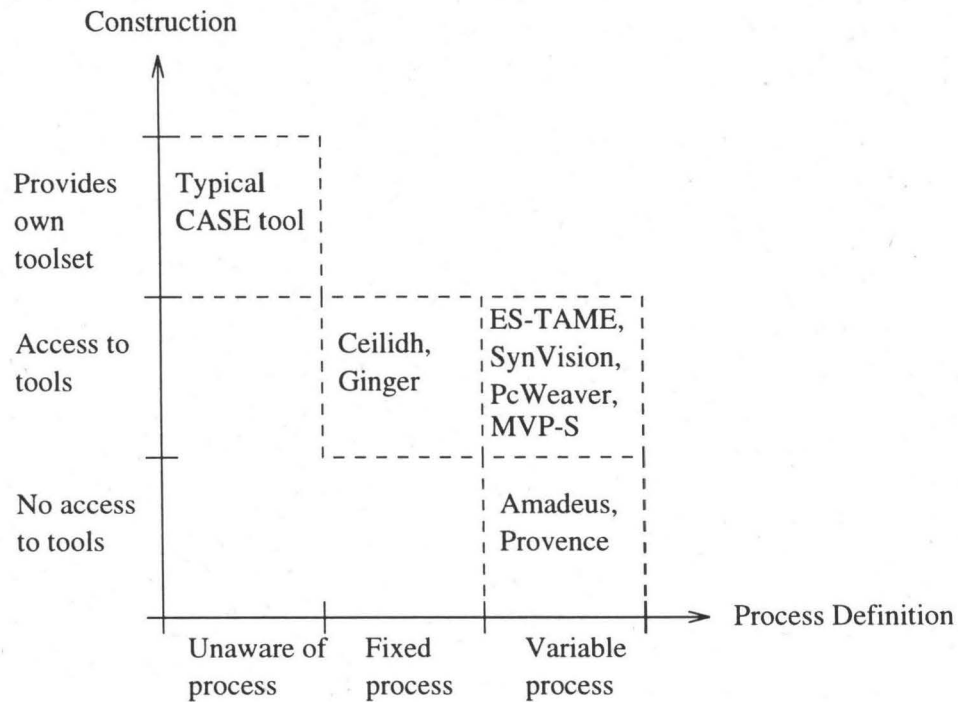 Construction
Provides
own
toolset
Typical
CASE tool
Access to
tools
Ceilidh,
Ginger
ES-TAME,
SynVision,
PcWeaver,
MVP-S
No access
to tools
Amadeus,
Provence
Process Definition
Unaware of
process
Fixed
process
Variable
process